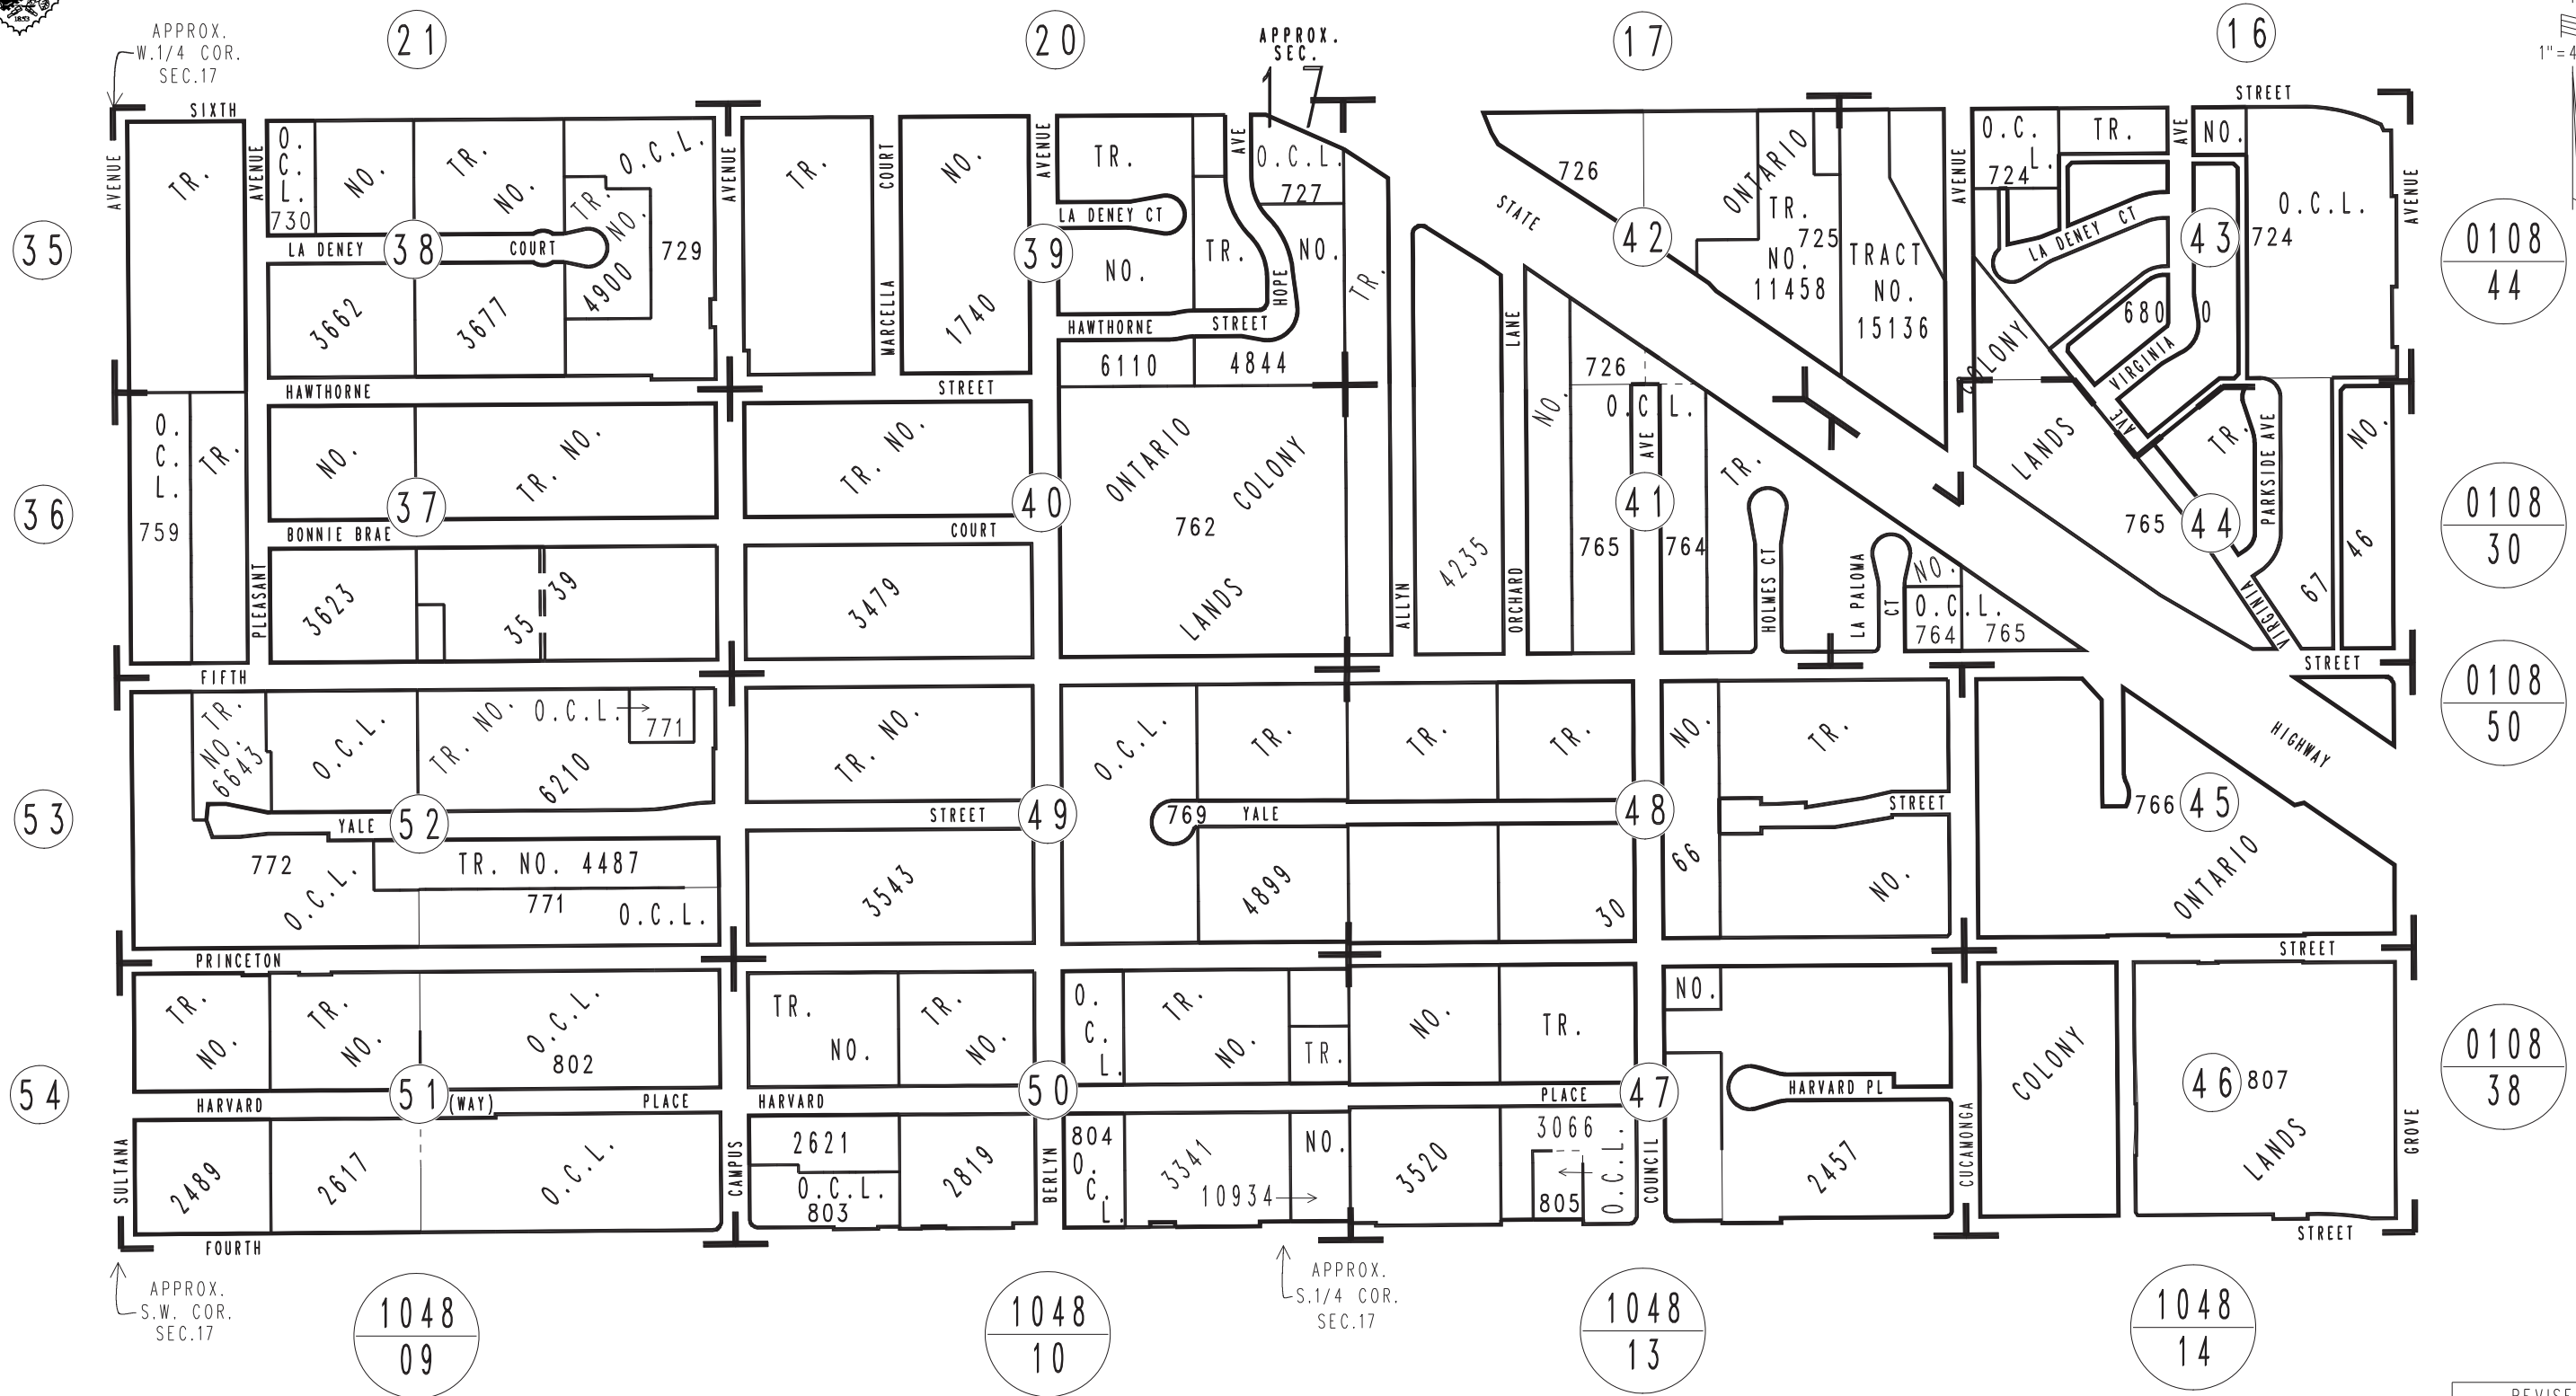 1853
APPROX.
W.1/4 COR.
SEC.17
21
20
APPROX.
SEC.
17
17
16
1"=4
SIXTH
STREET
AVENUE
AVENUE
AVENUE
COURT
AVENUE
AVE
AVENUE
AVE
AVENUE
TR.
O.
C.
L.
730
NO.
TR.
NO.
O.C.L.
TR.
NO.
4900
729
TR.
NO.
TR.
O.C.L.
727
726
ONTARIO
TR.
725
NO.
11458
TRACT
NO.
15136
O.C.
L.
724
TR.
NO.
O.C.L.
724
35
LA DENEY
38
COURT
39
LA DENEY CT
NO.
TR.
NO.
TR.
HOPE
STATE
42
LA DENEY CT
43
0108
44
3662
3677
MARCELLA
1740
HAWTHORNE
STREET
6110
4844
LANE
726
COLONY
680
0
VIRGINIA
AVE
HAWTHORNE
STREET
O.
C.
L.
759
TR.
NO.
TR. NO.
TR. NO.
ONTARIO
COLONY
762
LANDS
NO.
O.C.L.
AVE
TR.
LANDS
TR.
PARKSIDE AVE
NO.
36
37
40
41
44
0108
30
BONNIE BRAE
COURT
765
764
765
46
PLEASANT
3623
35
39
3479
ALLYN
4235
ORCHARD
HOLMES CT
LA PALOMA
CT
NO.
O.C.L.
764
765
VIRGINIA
67
FIFTH
STREET
0108
50
TR.
NO.
6643
O.C.L.
TR. NO.
6210
O.C.L.
771
TR. NO.
O.C.L.
TR.
TR.
TR.
NO.
TR.
HIGHWAY
53
YALE
52
STREET
49
769
YALE
48
STREET
766
45
772
O.C.L.
TR. NO. 4487
771
O.C.L.
3543
4899
30
66
NO.
ONTARIO
PRINCETON
STREET
TR.
NO.
TR.
NO.
O.C.L.
802
TR.
NO.
TR.
NO.
O.
C.
L.
TR.
NO.
TR.
NO.
TR.
NO.
COLONY
54
51
50
47
46
807
0108
38
HARVARD
(WAY)
PLACE
HARVARD
PLACE
HARVARD PL
SULTANA
2489
2617
O.C.L.
CAMPUS
2621
O.C.L.
803
2819
BERLYN
804
O.
C.
L.
3341
10934
NO.
3520
3066
805
O.C.L.
COUNCIL
2457
CUCAMONGA
LANDS
GROVE
FOURTH
STREET
APPROX.
S.W. COR.
SEC.17
1048
09
1048
10
APPROX.
S.1/4 COR.
SEC.17
1048
13
1048
14
REVISE